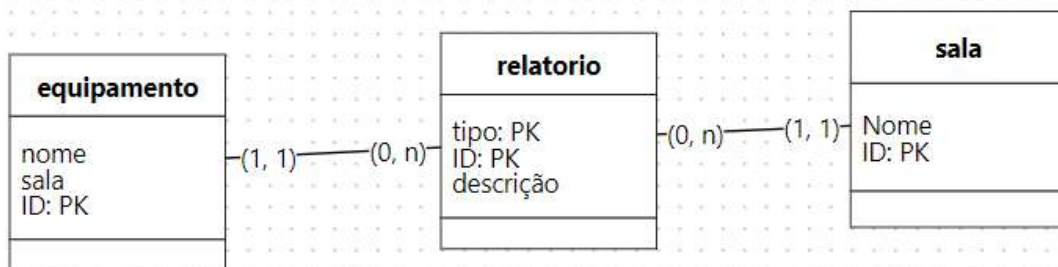 equipamento
nome
sala
ID: PK
(1, 1)
(0, n)
relatorio
tipo: PK
ID: PK
descrição
(0, n)
(1, 1)
sala
Nome
ID: PK